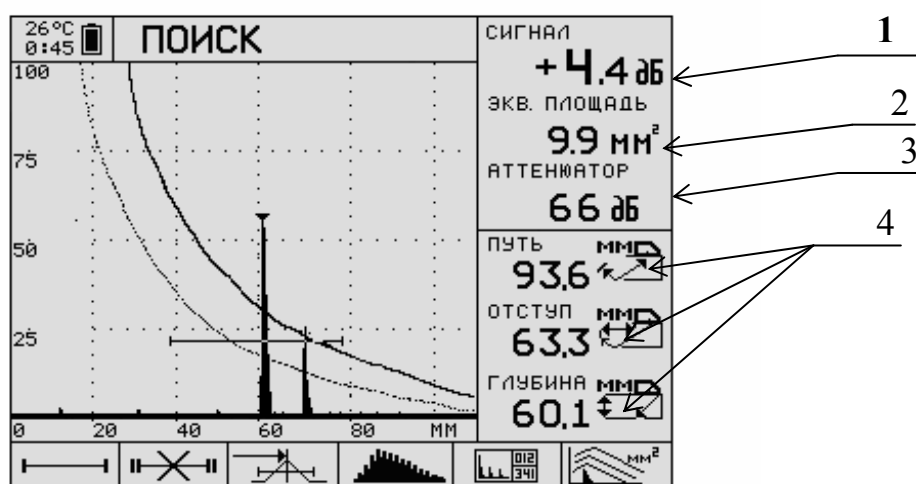 26°C
0:45
ПОИСК
100
75
50
25
0 20 40 60 80 ММ
СИГНАЛ
+4.4 дБ
ЭКВ. ПЛОЩАДЬ
9.9 мм²
АТТЕНЮАТОР
66 дБ
ПУТЬ ММ
93,6
ОТСТУП ММ
63,3
ГЛУБИНА ММ
60,1
012
341
мм²
1
2
3
4